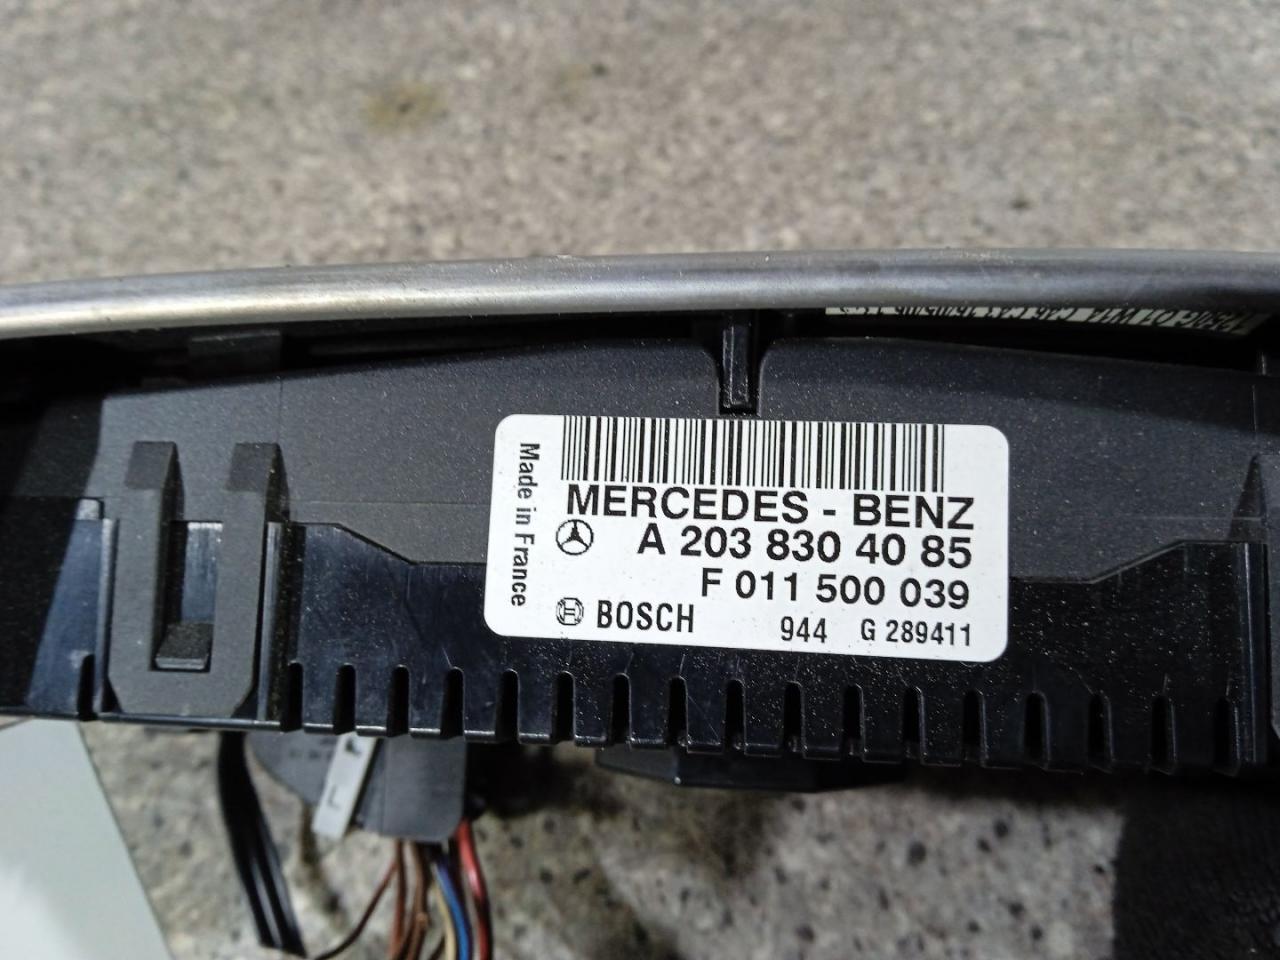 Made in France
MERCEDES - BENZ
A 203 830 40 85
F 011 500 039
BOSCH
944 G 289411